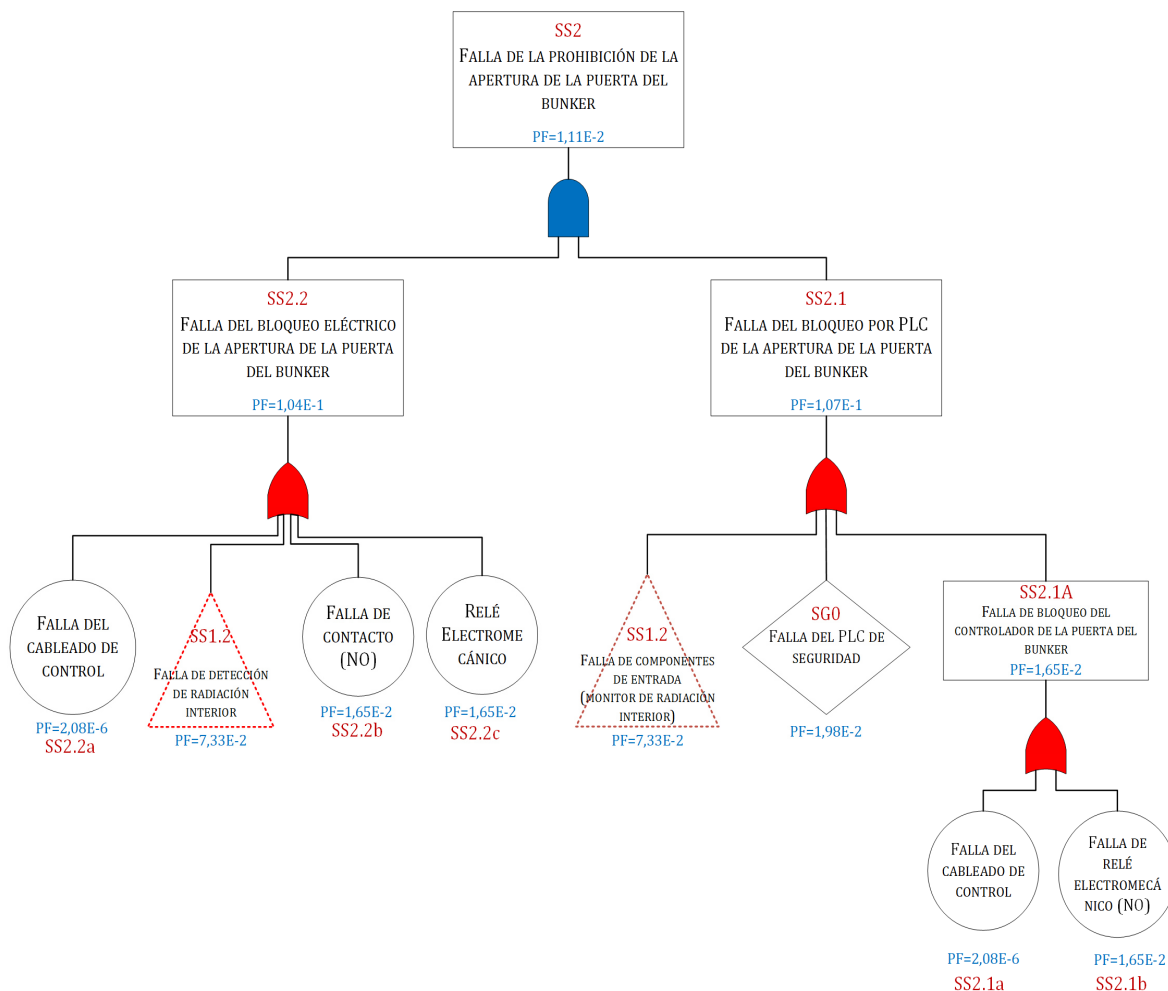 SS2
FALLA DE LA PROHIBICIÓN DE LA
APERTURA DE LA PUERTA DEL
BUNKER
PF=1,11E-2
SS2.2
FALLA DEL BLOQUEO ELÉCTRICO
DE LA APERTURA DE LA PUERTA
DEL BUNKER
PF=1,04E-1
SS2.1
FALLA DEL BLOQUEO POR PLC
DE LA APERTURA DE LA PUERTA
DEL BUNKER
PF=1,07E-1
FALLA DEL
CABLEADO DE
CONTROL
PF=2,08E-6
SS2.2a
SS1.2
FALLA DE DETECCIÓN
DE RADIACIÓN
INTERIOR
PF=7,33E-2
FALLA DE
CONTACTO
(NO)
PF=1,65E-2
SS2.2b
RELÉ
ELECTROME
CÁNICO
PF=1,65E-2
SS2.2c
SS1.2
FALLA DE COMPONENTES
DE ENTRADA
(MONITOR DE RADIACIÓN
INTERIOR)
PF=7,33E-2
SG0
FALLA DEL PLC DE
SEGURIDAD
PF=1,98E-2
SS2.1A
FALLA DE BLOQUEO DEL
CONTROLADOR DE LA PUERTA DEL
BUNKER
PF=1,65E-2
FALLA DEL
CABLEADO DE
CONTROL
PF=2,08E-6
SS2.1a
FALLA DE
RELÉ
ELECTROMECÁ
NICO (NO)
PF=1,65E-2
SS2.1b